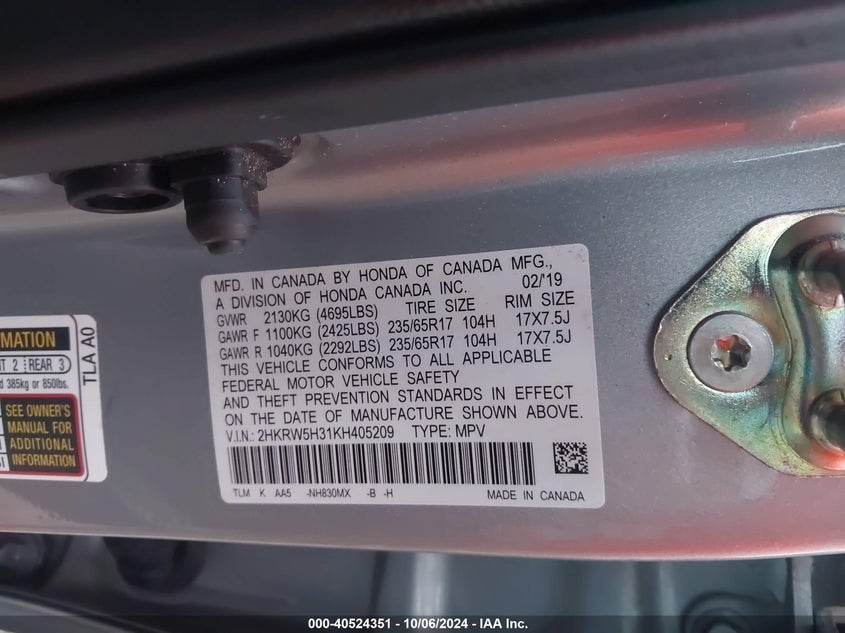 MFD. IN CANADA BY HONDA OF CANADA MFG.,
A DIVISION OF HONDA CANADA INC. 02/19
GVWR 2130KG (4695LBS) TIRE SIZE RIM SIZE
GAWR F 1100KG (2425LBS) 235/65R17 104H 17X7.5J
GAWR R 1040KG (2292LBS) 235/65R17 104H 17X7.5J
THIS VEHICLE CONFORMS TO ALL APPLICABLE
FEDERAL MOTOR VEHICLE SAFETY
AND THEFT PREVENTION STANDARDS IN EFFECT
ON THE DATE OF MANUFACTURE SHOWN ABOVE.
V.I.N.: 2HKRW5H31KH405209 TYPE: MPV
TLM K AA5 -NH830MX -B -H MADE IN CANADA
2 REAR 3
385kg or 850lbs.
SEE OWNER'S
MANUAL FOR
ADDITIONAL
INFORMATION
TLA A0
000-40524351 - 10/06/2024 - IAA Inc.